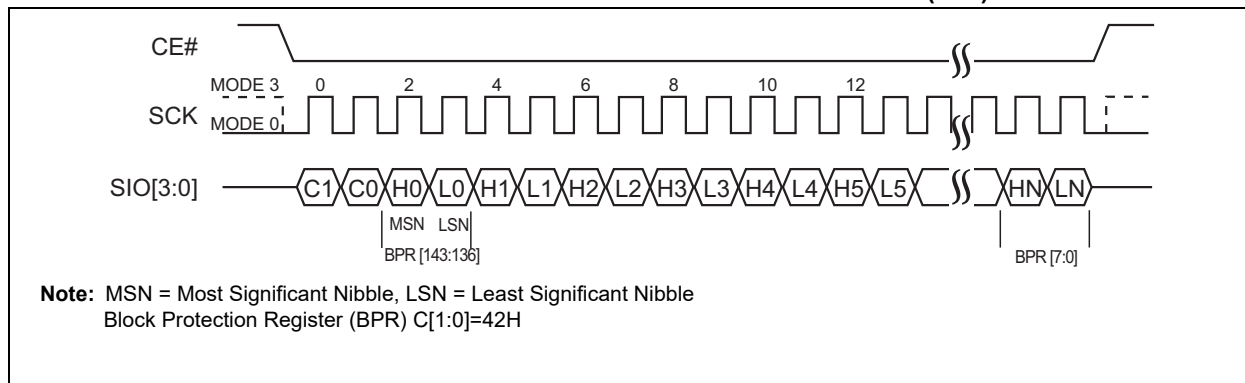 CE#
MODE 3 0 2 4 6 8 10 12
SCK MODE 0
SIO[3:0] C1 C0 H0 L0 H1 L1 H2 L2 H3 L3 H4 L4 H5 L5 HN LN
MSN LSN
BPR [143:136] BPR [7:0]
Note: MSN = Most Significant Nibble, LSN = Least Significant Nibble
Block Protection Register (BPR) C[1:0]=42H